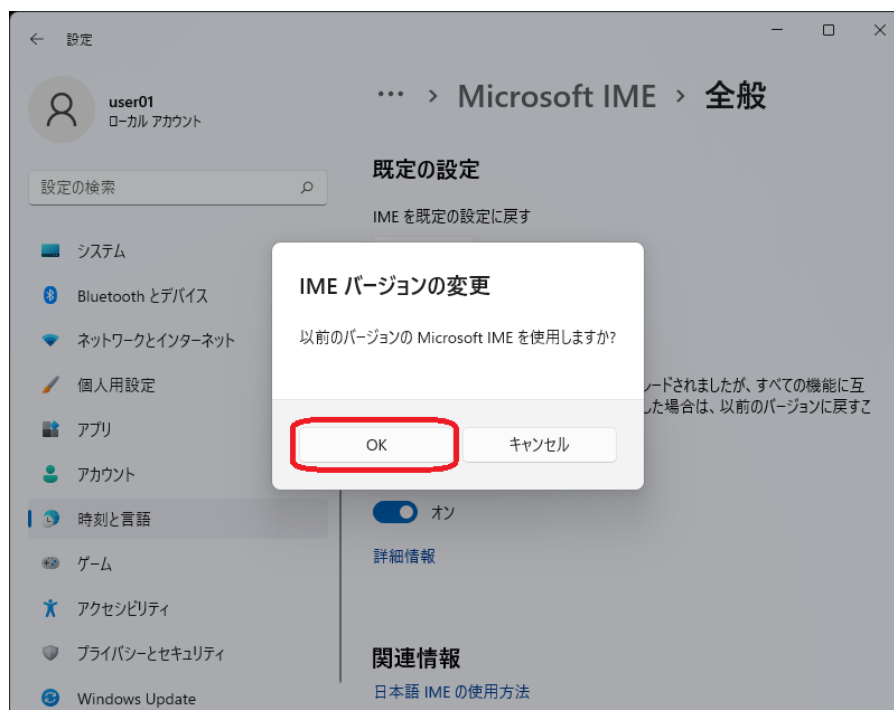 設定
user01
ローカル アカウント
設定の検索
システム
Bluetooth とデバイス
ネットワークとインターネット
個人用設定
アプリ
アカウント
時刻と言語
ゲーム
アクセシビリティ
プライバシーとセキュリティ
Windows Update
… › Microsoft IME › 全般
既定の設定
IME を既定の設定に戻す
IME バージョンの変更
以前のバージョンの Microsoft IME を使用しますか?
OK
キャンセル
レードされましたが、すべての機能に互
した場合は、以前のバージョンに戻すこ
オン
詳細情報
関連情報
日本語 IME の使用方法